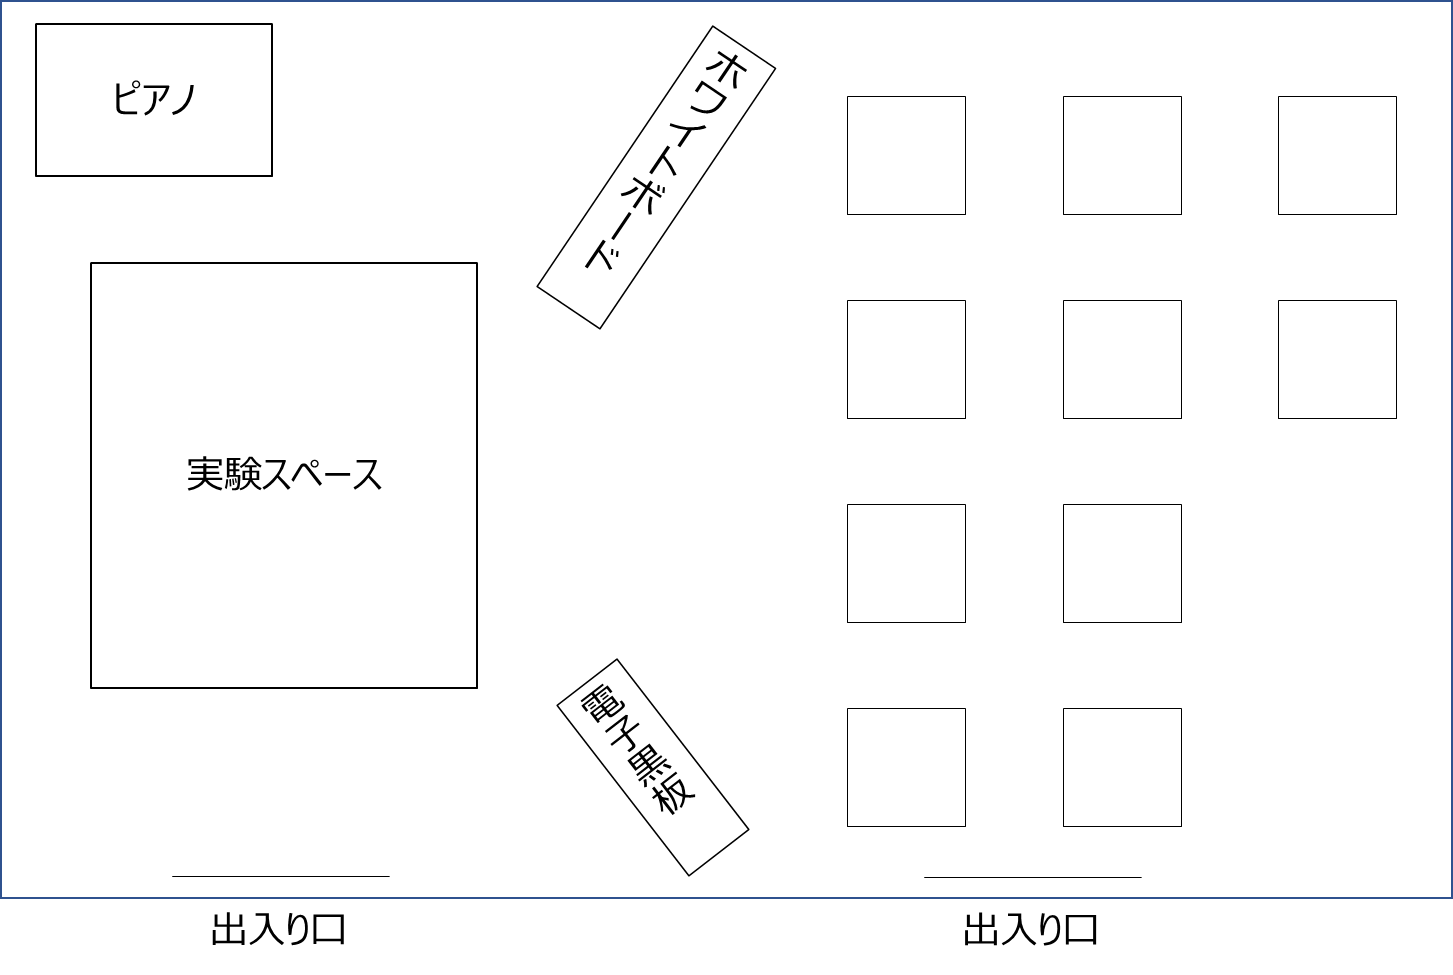 ピアノ
ホワイトボード
実験スペース
電子黒板
出入り口
出入り口